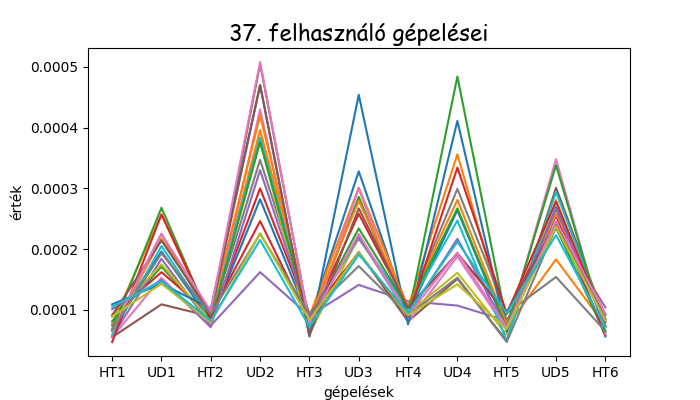 37. felhasználó gépelései
0.0005
0.0004
0.0003
0.0002
0.0001
érték
HT1 UD1 HT2 UD2 HT3 UD3 HT4 UD4 HT5 UD5 HT6
gépelések